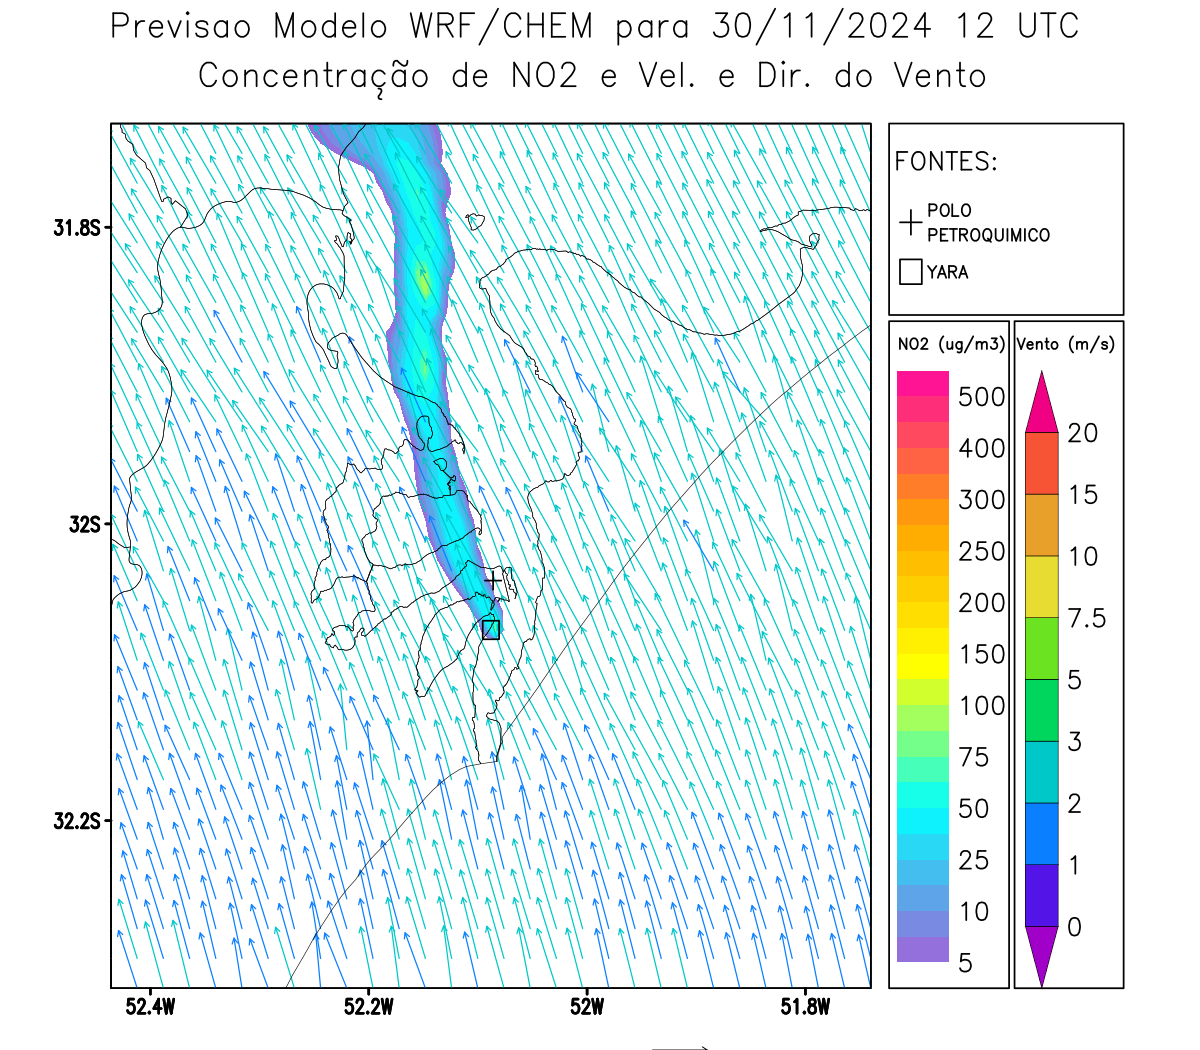 Previsao Modelo WRF/CHEM para 30/11/2024 12 UTC
Concentração de NO2 e Vel. e Dir. do Vento
FONTES:
POLO
PETROQUIMICO
YARA
NO2 (ug/m3)
500
400
300
250
200
150
100
75
50
25
10
5
Vento (m/s)
20
15
10
7.5
5
3
2
1
0
31.8S
32S
32.2S
52.4W
52.2W
52W
51.8W